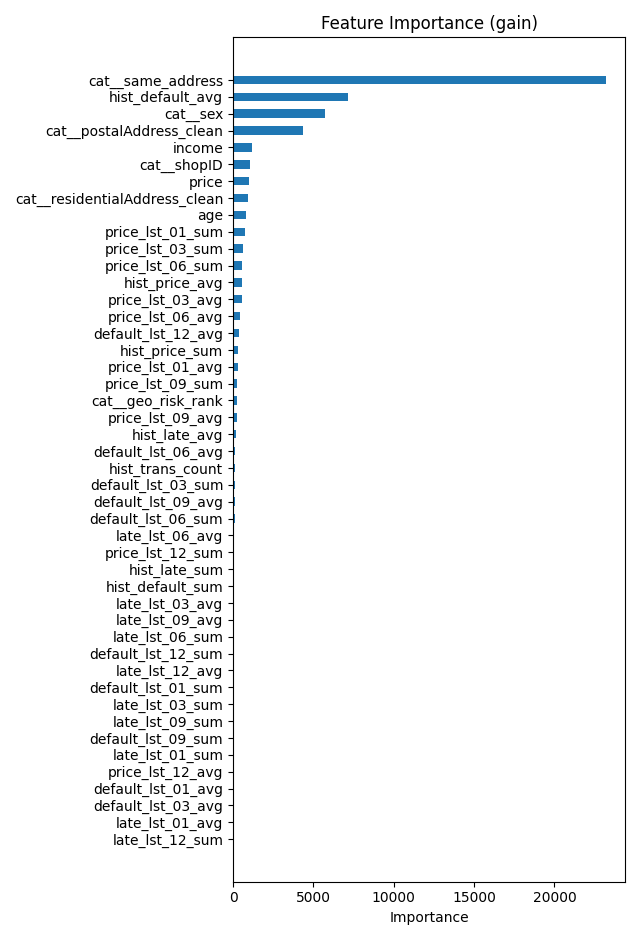 Feature Importance (gain)
cat__same_address
hist_default_avg
cat__sex
cat__postalAddress_clean
income
cat__shopID
price
cat__residentialAddress_clean
age
price_lst_01_sum
price_lst_03_sum
price_lst_06_sum
hist_price_avg
price_lst_03_avg
price_lst_06_avg
default_lst_12_avg
hist_price_sum
price_lst_01_avg
price_lst_09_sum
cat__geo_risk_rank
price_lst_09_avg
hist_late_avg
default_lst_06_avg
hist_trans_count
default_lst_03_sum
default_lst_09_avg
default_lst_06_sum
late_lst_06_avg
price_lst_12_sum
hist_late_sum
hist_default_sum
late_lst_03_avg
late_lst_09_avg
late_lst_06_sum
default_lst_12_sum
late_lst_12_avg
default_lst_01_sum
late_lst_03_sum
late_lst_09_sum
default_lst_09_sum
late_lst_01_sum
price_lst_12_avg
default_lst_01_avg
default_lst_03_avg
late_lst_01_avg
late_lst_12_sum
0 5000 10000 15000 20000
Importance